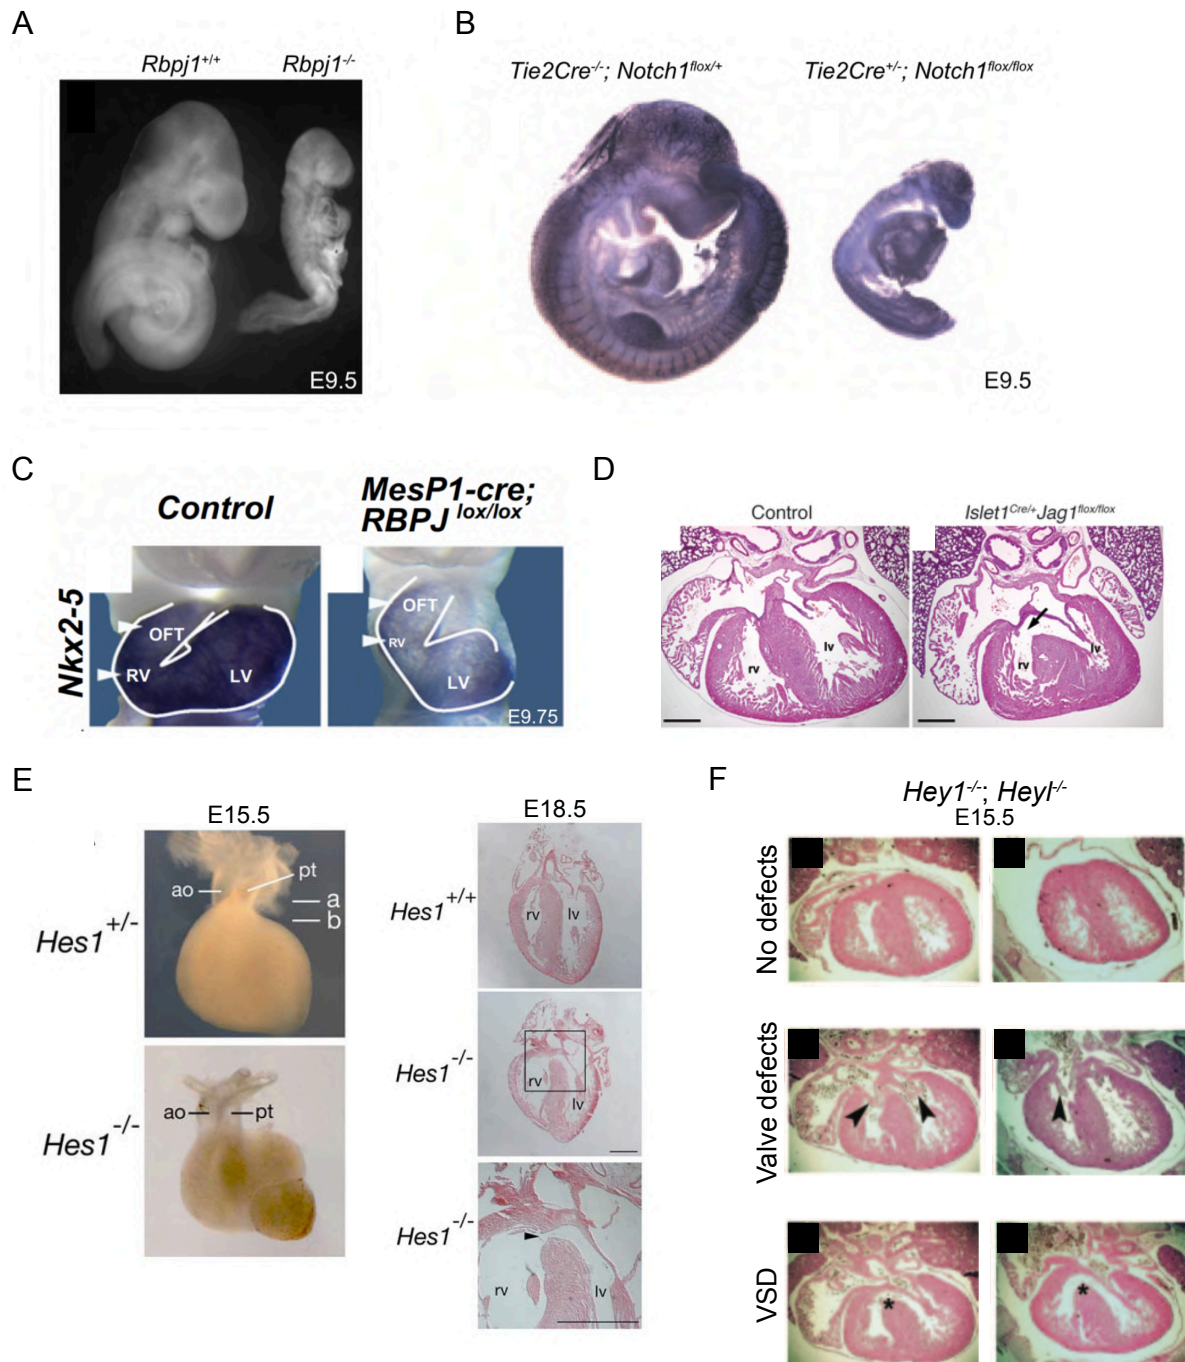 A
Rbpj1+/+
Rbpj1-/-
E9.5
B
Tie2Cre-/-; Notch1flox/+
Tie2Cre+/-; Notch1flox/flox
E9.5
C
Control
MesP1-cre;
RBPJ lox/lox
Nkx2-5
OFT
RV
LV
OFT
RV
LV
E9.75
D
Control
Islet1Cre/+Jag1flox/flox
rv
lv
rv
lv
E
E15.5
E18.5
Hes1+/-
ao
pt
a
b
Hes1-/-
ao
pt
Hes1+/+
rv
lv
Hes1-/-
rv
lv
Hes1-/-
rv
lv
F
Hey1-/-; Heyl-/-
E15.5
No defects
Valve defects
VSD
*
*